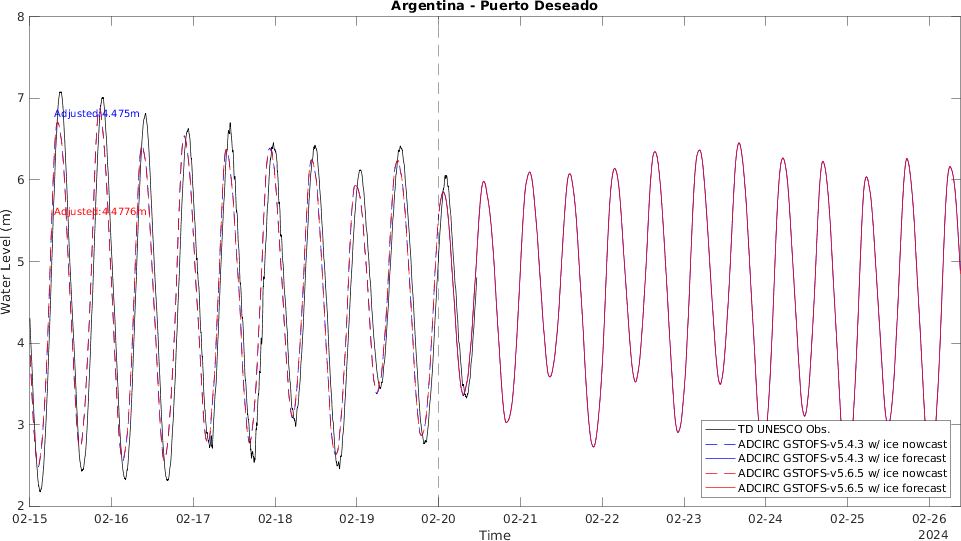 Argentina - Puerto Deseado
8
7
6
5
4
3
2
Water Level (m)
Adjusted:4.475m
Adjusted:4.4776m
TD UNESCO Obs.
ADCIRC GSTOFS-v5.4.3 w/ ice nowcast
ADCIRC GSTOFS-v5.4.3 w/ ice forecast
ADCIRC GSTOFS-v5.6.5 w/ ice nowcast
ADCIRC GSTOFS-v5.6.5 w/ ice forecast
02-15 02-16 02-17 02-18 02-19 02-20 02-21 02-22 02-23 02-24 02-25 02-26
Time
2024